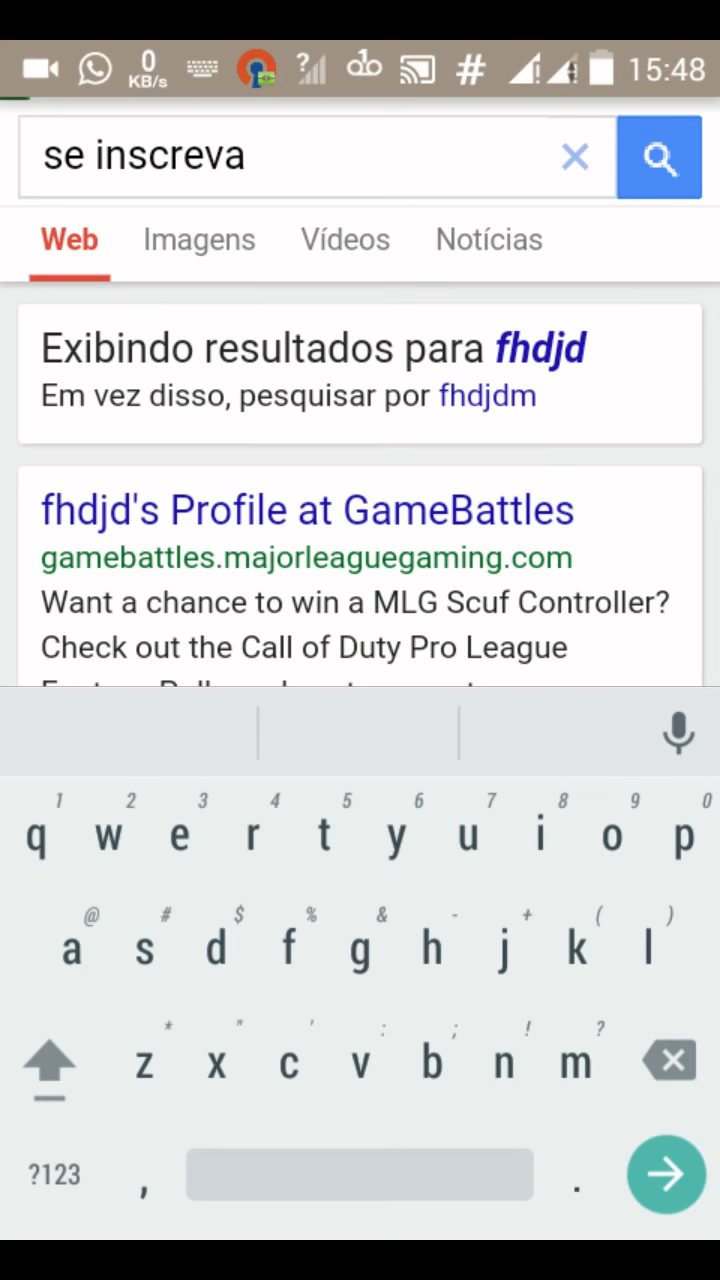 0
KB/s
?
#
15:48
se inscreva
Web Imagens Vídeos Notícias
Exibindo resultados para fhdjd
Em vez disso, pesquisar por fhdjdm
fhdjd's Profile at GameBattles
gamebattles.majorleaguegaming.com
Want a chance to win a MLG Scuf Controller?
Check out the Call of Duty Pro League
1 2 3 4 5 6 7 8 9 0
q w e r t y u i o p
@ # $ % & - + ( )
a s d f g h j k l
* " ' : ; ! ?
z x c v b n m
?123 , .